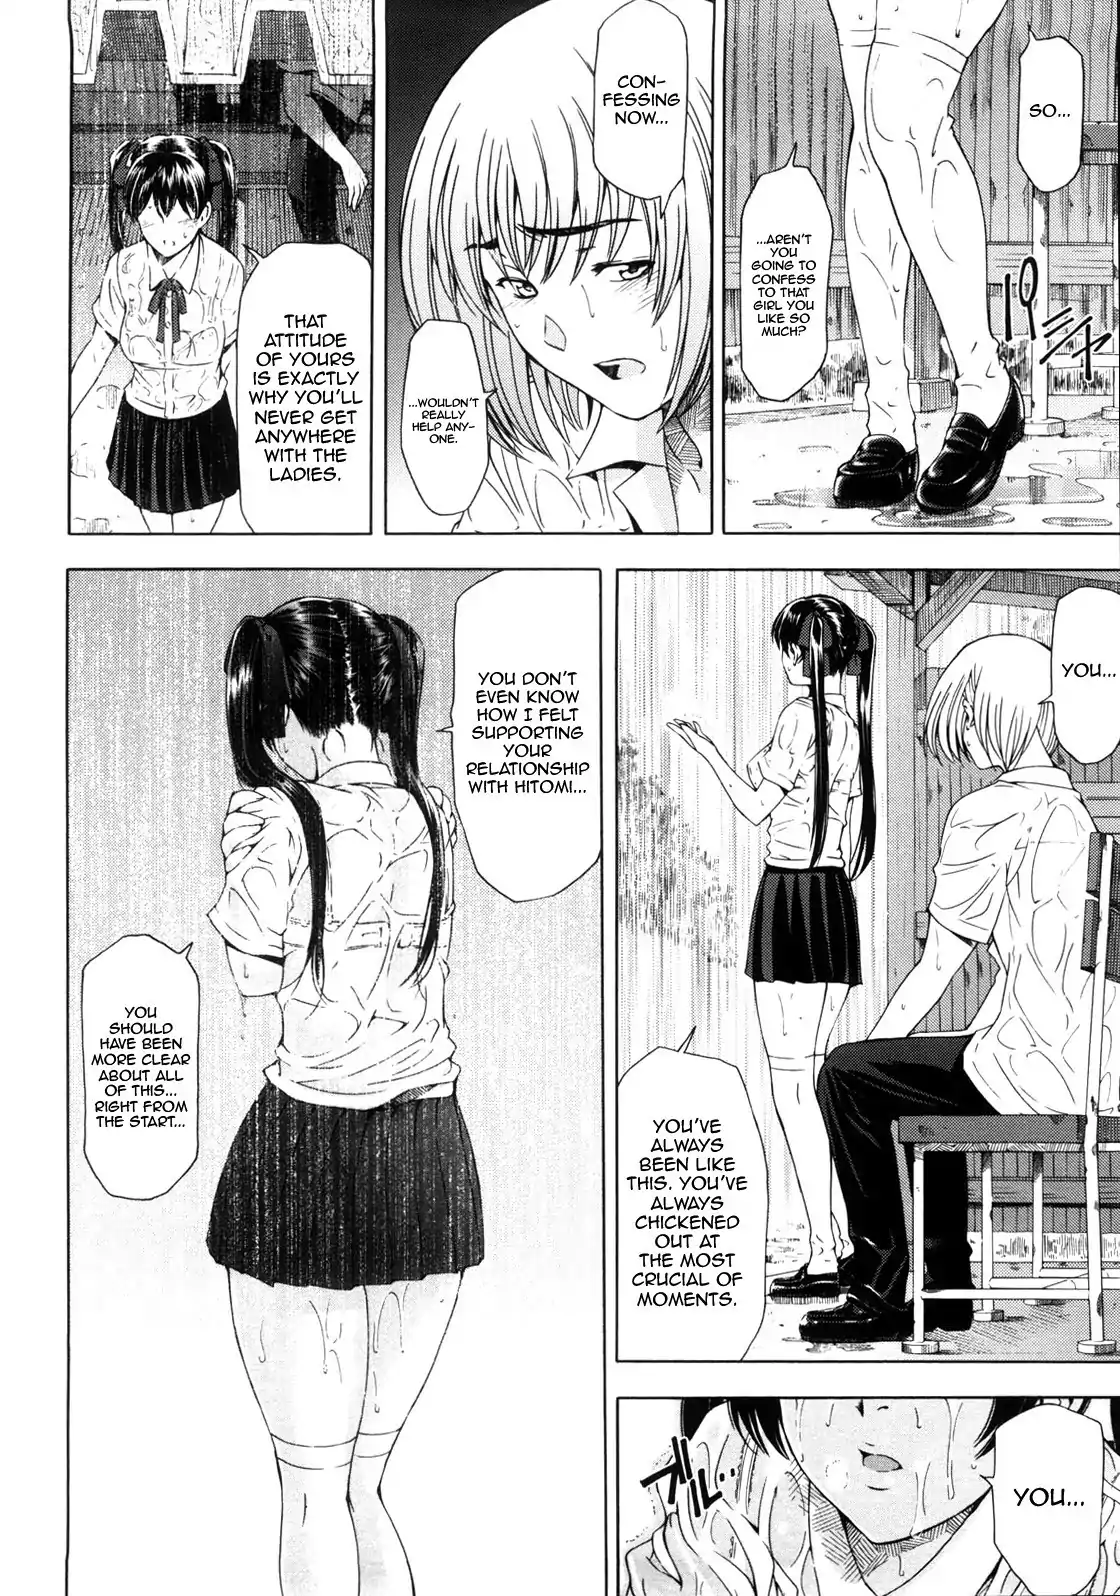 SO...
...AREN'T
YOU
GOING TO
CONFESS
TO THAT
GIRL YOU
LIKE SO
MUCH?
CON-
FESSING
NOW...
...WOULDN'T
REALLY
HELP ANY-
ONE.
THAT
ATTITUDE
OF YOURS
IS EXACTLY
WHY YOU'LL
NEVER GET
ANYWHERE
WITH THE
LADIES.
YOU...
YOU'VE
ALWAYS
BEEN LIKE
THIS. YOU'VE
ALWAYS
CHICKENED
OUT AT
THE MOST
CRUCIAL OF
MOMENTS.
YOU DON'T
EVEN KNOW
HOW I FELT
SUPPORTING
YOUR
RELATIONSHIP
WITH HITOMI...
YOU
SHOULD
HAVE BEEN
MORE CLEAR
ABOUT ALL
OF THIS...
RIGHT FROM
THE START...
YOU...